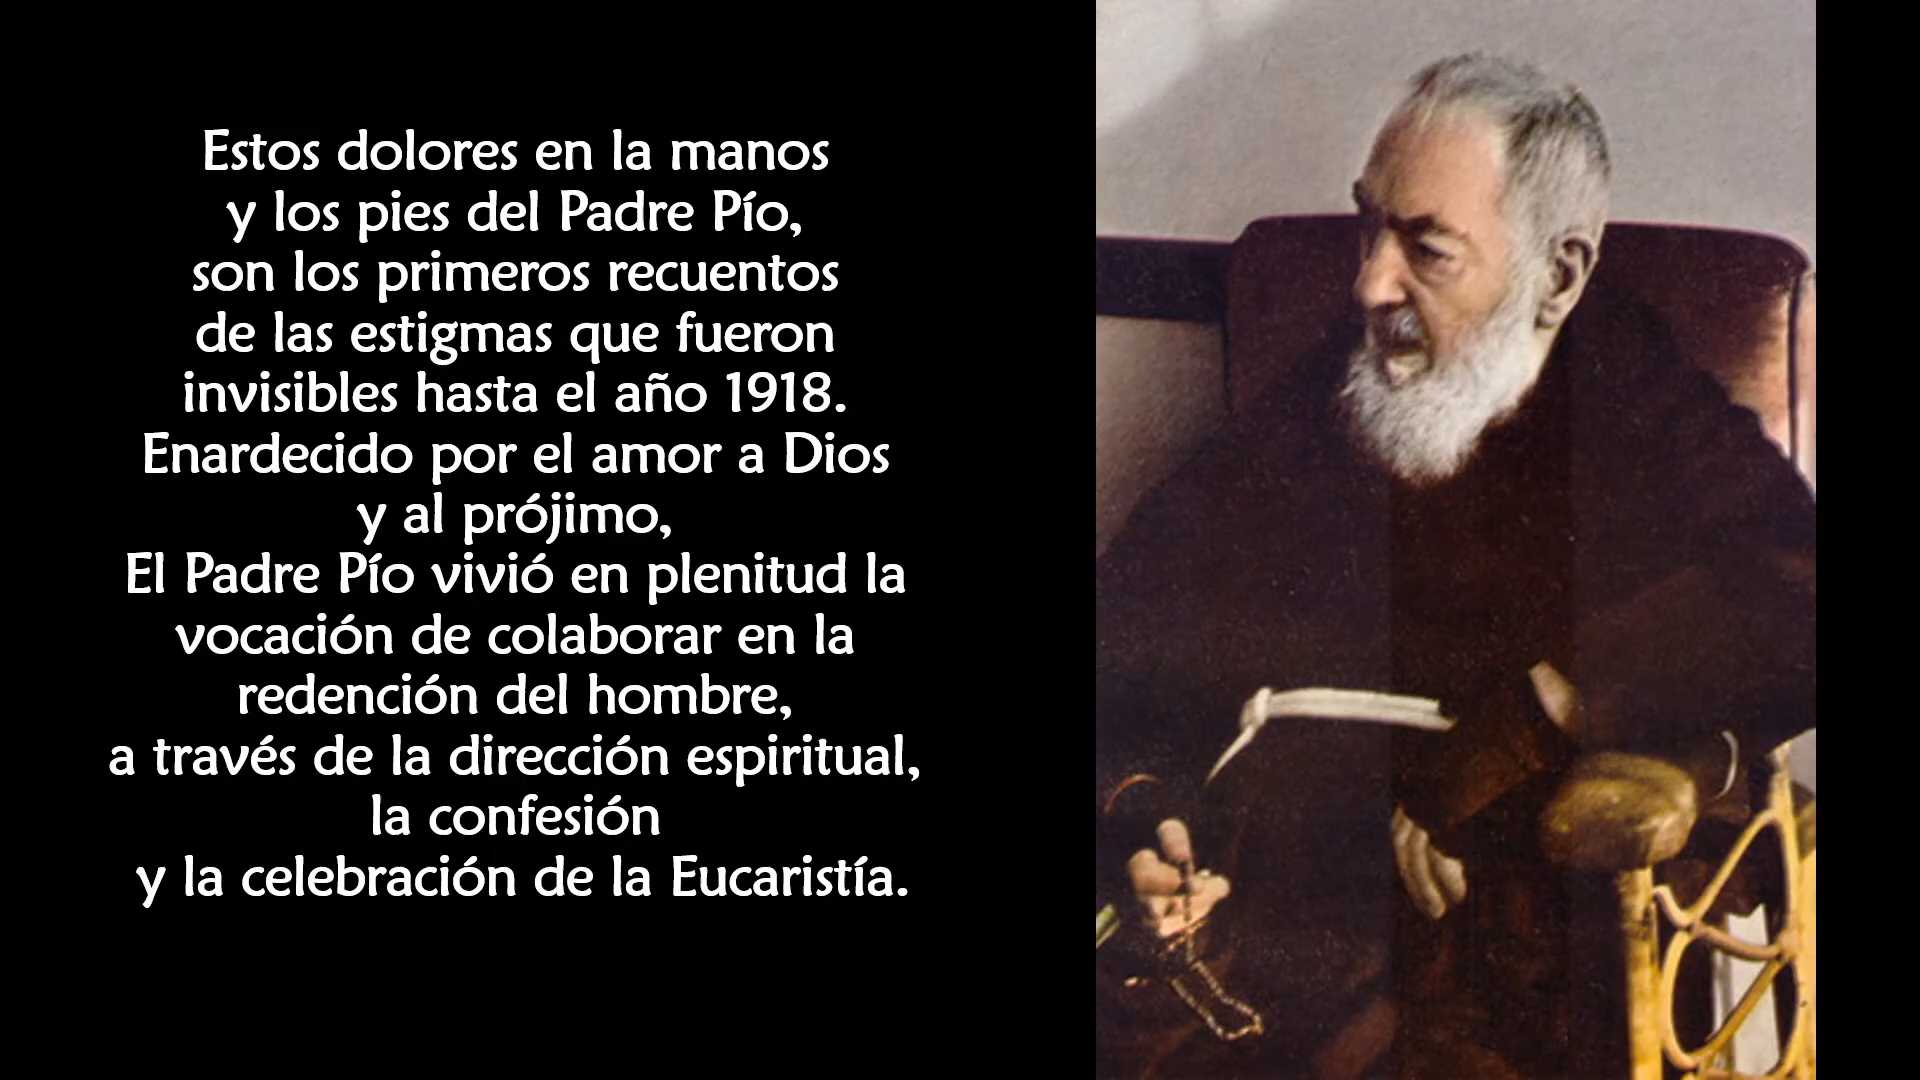 Estos dolores en la manos
y los pies del Padre Pío,
son los primeros recuentos
de las estigmas que fueron
invisibles hasta el año 1918.
Enardecido por el amor a Dios
y al prójimo,
El Padre Pío vivió en plenitud la
vocación de colaborar en la
redención del hombre,
a través de la dirección espiritual,
la confesión
y la celebración de la Eucaristía.